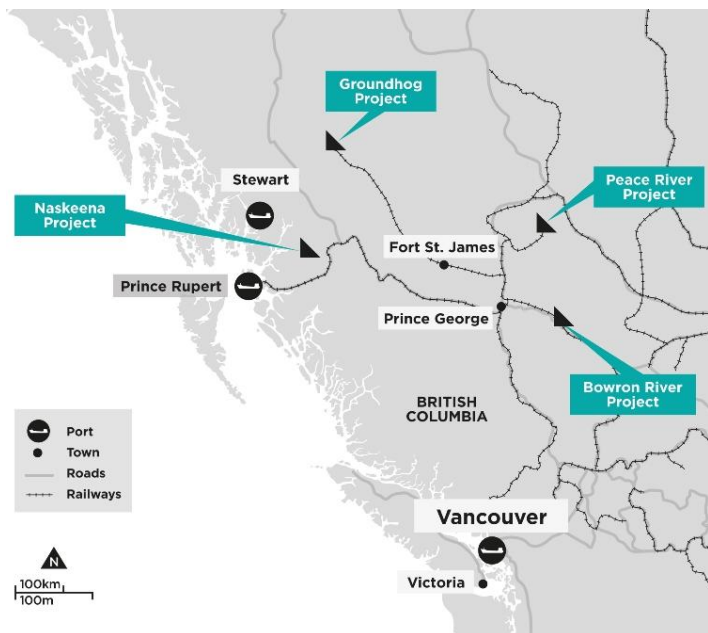 Groundhog
Project
Stewart
Peace River
Project
Naskeena
Project
Fort St. James
Prince Rupert
Prince George
Bowron River
Project
BRITISH
COLUMBIA
Port
Town
Roads
Railways
Vancouver
N
Victoria
100km
100m